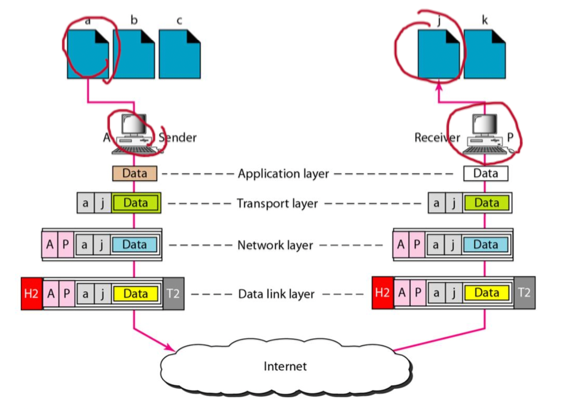 a b c j k
A Sender Receiver P
Data Application layer Data
a j Data Transport layer a j Data
A P a j Data Network layer A P a j Data
H2 A P a j Data T2 Data link layer H2 A P a j Data T2
Internet